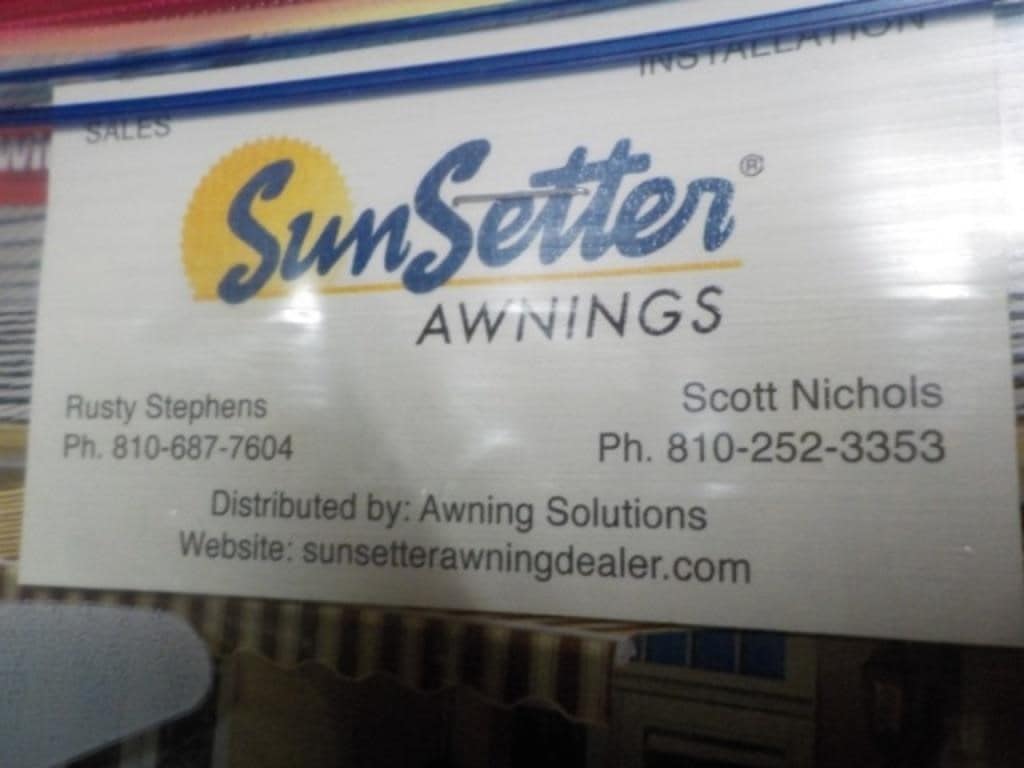 INSTALLATION
SALES
SunSetter®
AWNINGS
Rusty Stephens
Scott Nichols
Ph. 810-687-7604
Ph. 810-252-3353
Distributed by: Awning Solutions
Website: sunsetterawningdealer.com